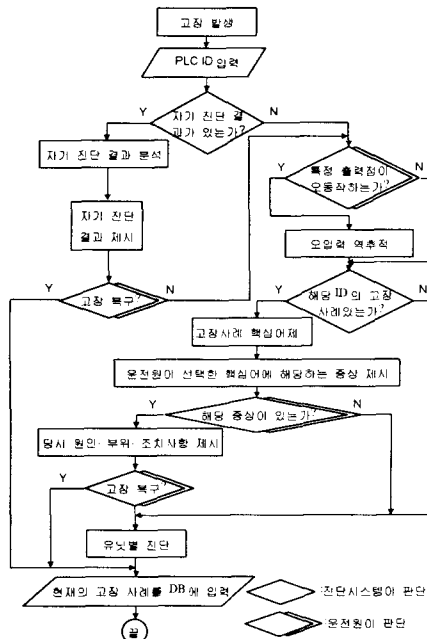 고장 발생
PLC ID 입력
자기 진단 결
과가 있는가?
Y
N
자기 진단 결과 분석
특정 출력점이
오동작하는가?
Y
N
자기 진단
결과 제시
오입력 역추적
고장 복구?
Y
N
해당 ID의 고장
사례있는가?
Y
N
고장사례 핵심어제
운전원이 선택한 핵심어에 해당하는 증상 제시
해당 증상이 있는가?
Y
N
당시 원인·부위·조치사항 제시
고장 복구?
Y
N
유닛별 진단
현재의 고장 사례를 DB에 입력
끝
:진단시스템이 판단
:운전원이 판단